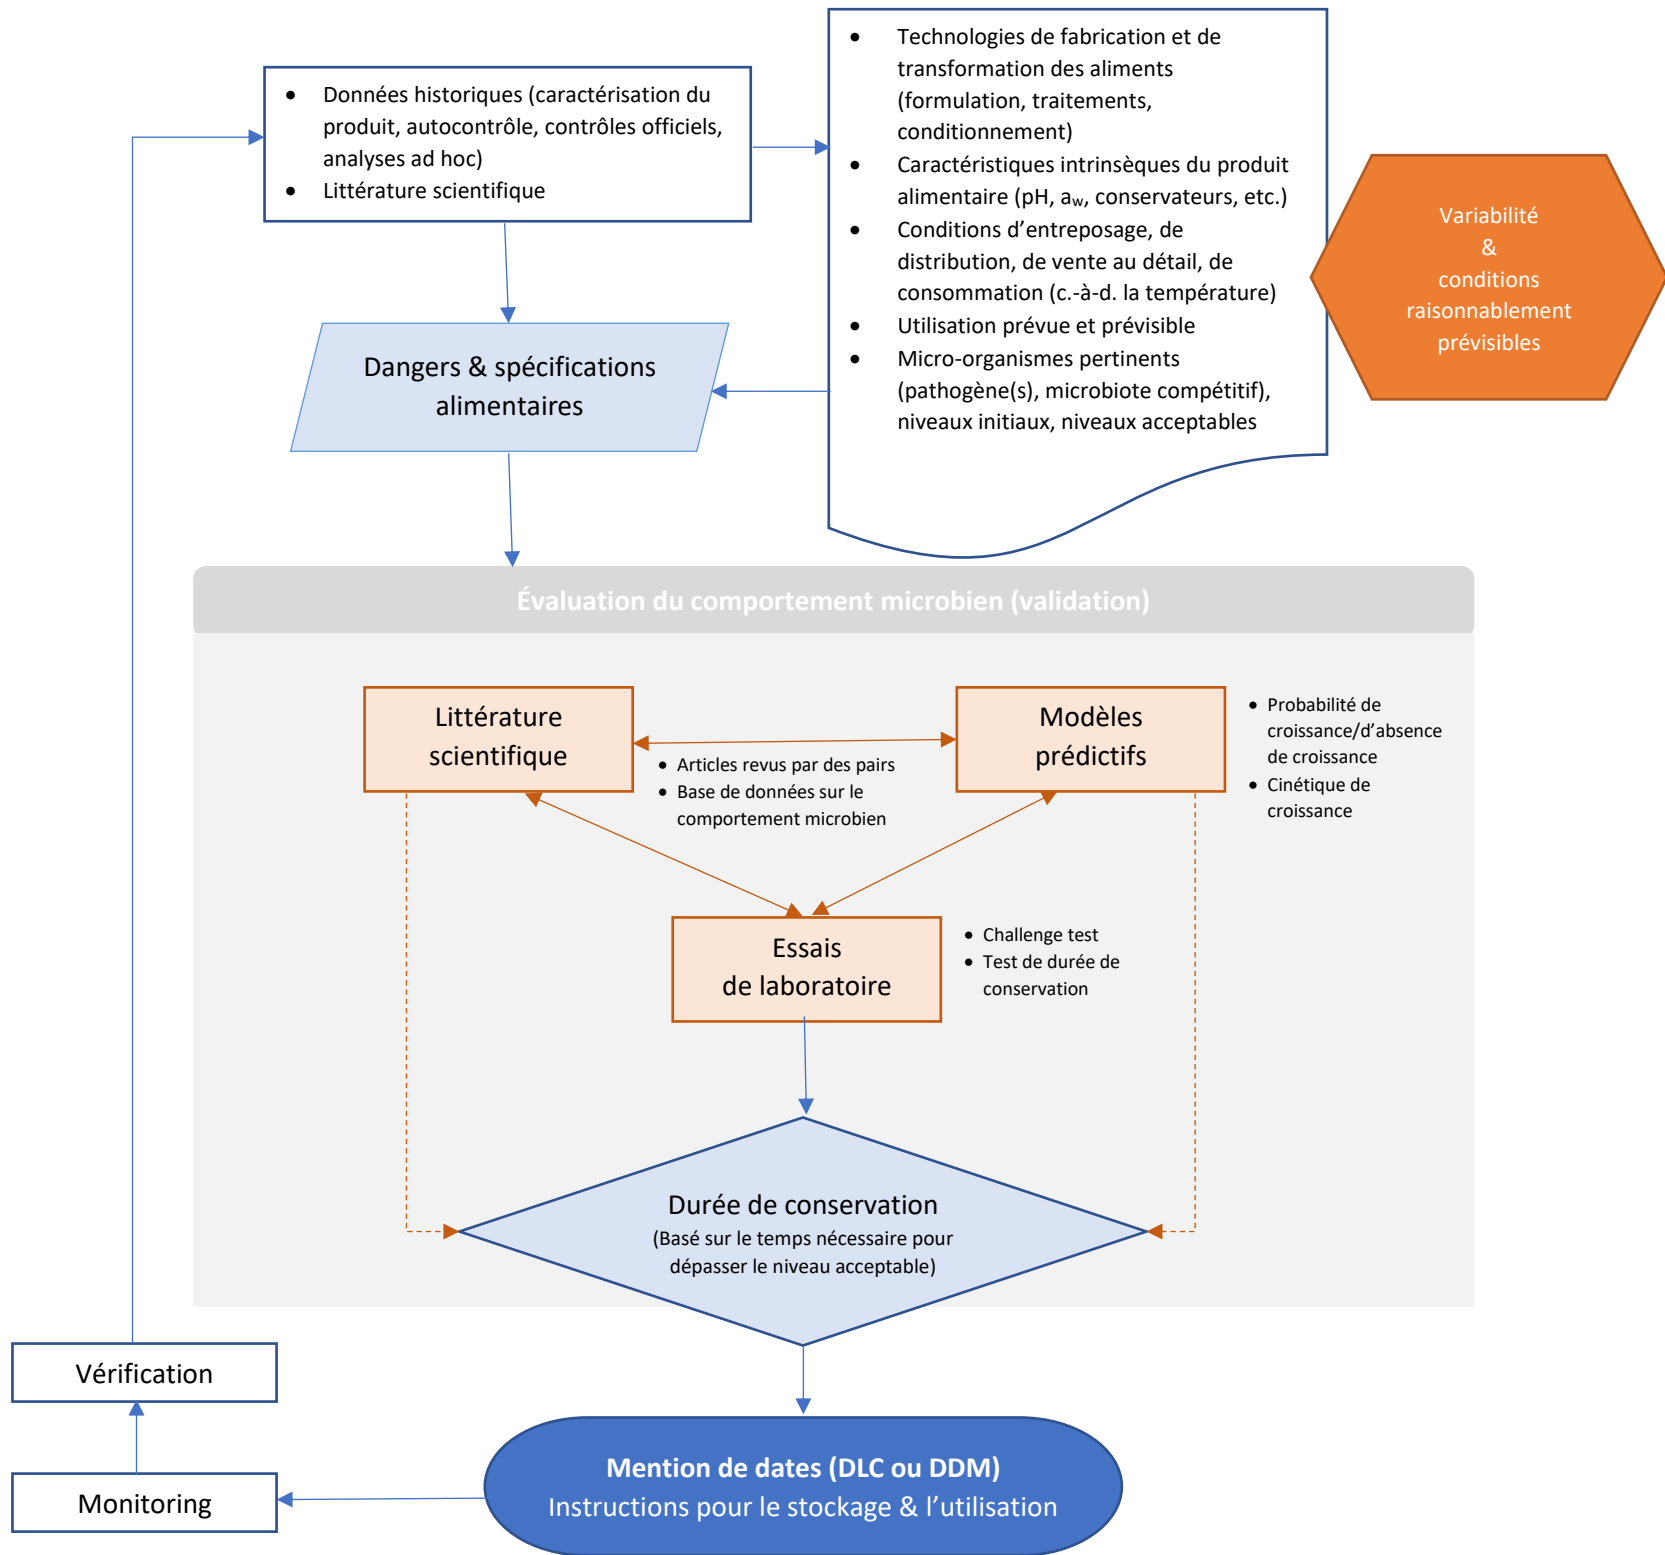 • Données historiques (caractérisation du
produit, autocontrôle, contrôles officiels,
analyses ad hoc)
• Littérature scientifique
• Technologies de fabrication et de
transformation des aliments
(formulation, traitements,
conditionnement)
• Caractéristiques intrinsèques du produit
alimentaire (pH, aw, conservateurs, etc.)
• Conditions d’entreposage, de
distribution, de vente au détail, de
consommation (c.-à-d. la température)
• Utilisation prévue et prévisible
• Micro-organismes pertinents
(pathogène(s), microbiote compétitif),
niveaux initiaux, niveaux acceptables
Variabilité
&
conditions
raisonnablement
prévisibles
Dangers & spécifications
alimentaires
Évaluation du comportement microbien (validation)
Littérature
scientifique
• Articles revus par des pairs
• Base de données sur le
comportement microbien
Modèles
prédictifs
• Probabilité de
croissance/d’absence
de croissance
• Cinétique de
croissance
Essais
de laboratoire
• Challenge test
• Test de durée de
conservation
Durée de conservation
(Basé sur le temps nécessaire pour
dépasser le niveau acceptable)
Vérification
Monitoring
Mention de dates (DLC ou DDM)
Instructions pour le stockage & l’utilisation